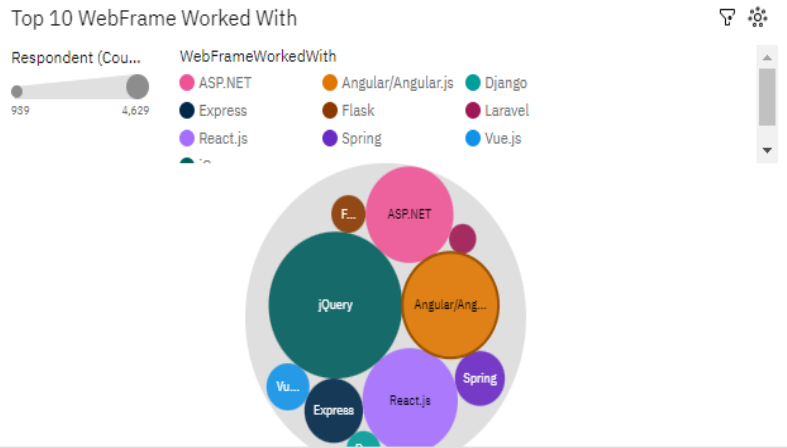 Top 10 WebFrame Worked With
Respondent (Cou...
939
4,629
WebFrameWorkedWith
ASP.NET
Angular/Angular.js
Django
Express
Flask
Laravel
React.js
Spring
Vue.js
F...
ASP.NET
jQuery
Angular/Ang...
Vu...
Express
React.js
Spring